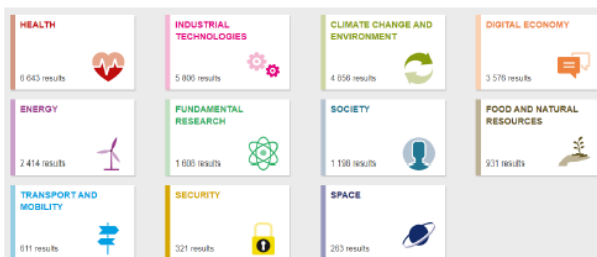 HEALTH
6 643 results
INDUSTRIAL
TECHNOLOGIES
5 806 results
CLIMATE CHANGE AND
ENVIRONMENT
4 856 results
DIGITAL ECONOMY
3 576 results
ENERGY
2 414 results
FUNDAMENTAL
RESEARCH
1 606 results
SOCIETY
1 198 results
FOOD AND NATURAL
RESOURCES
931 results
TRANSPORT AND
MOBILITY
611 results
SECURITY
321 results
SPACE
263 results